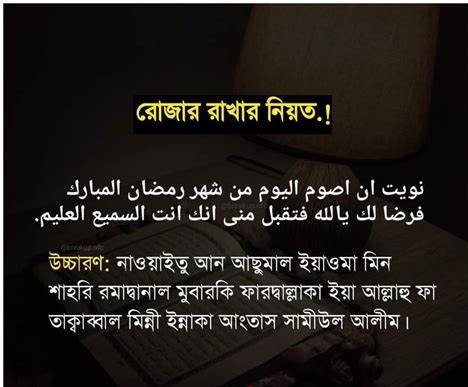 রোজার রাখার নিয়ত.!
نويت ان اصوم اليوم من شهر رمضان المبارك
فرضا لك يالله فتقبل منى انك انت السميع العليم.
উচ্চারণ: নাওয়াইতু আন আছুমাল ইয়াওমা মিন
শাহরি রমাদ্বানাল মুবারকি ফারদ্বাল্লাকা ইয়া আল্লাহু ফা
তাক্বাব্বাল মিন্নী ইন্নাকা আংতাস সামীউল আলীম।